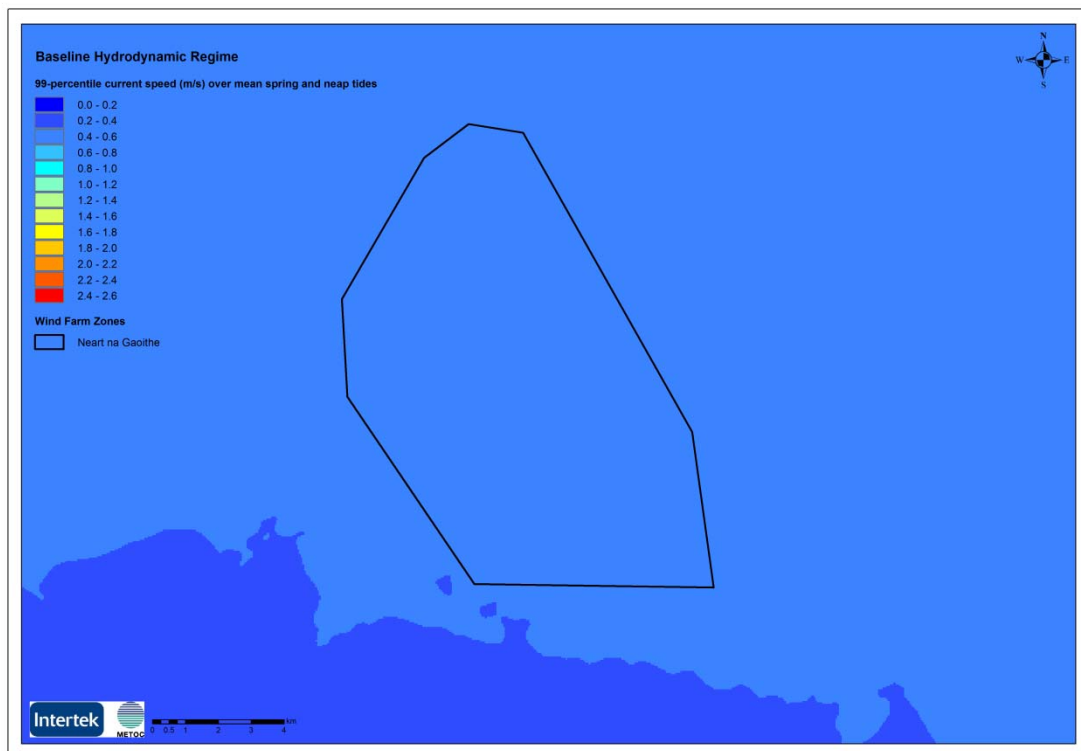 Baseline Hydrodynamic Regime
99-percentile current speed (m/s) over mean spring and neap tides
0.0 - 0.2
0.2 - 0.4
0.4 - 0.6
0.6 - 0.8
0.8 - 1.0
1.0 - 1.2
1.2 - 1.4
1.4 - 1.6
1.6 - 1.8
1.8 - 2.0
2.0 - 2.2
2.2 - 2.4
2.4 - 2.6
Wind Farm Zones
Neart na Gaoithe
N
W E
S
Intertek
METOC
km
0 0.5 1 2 3 4